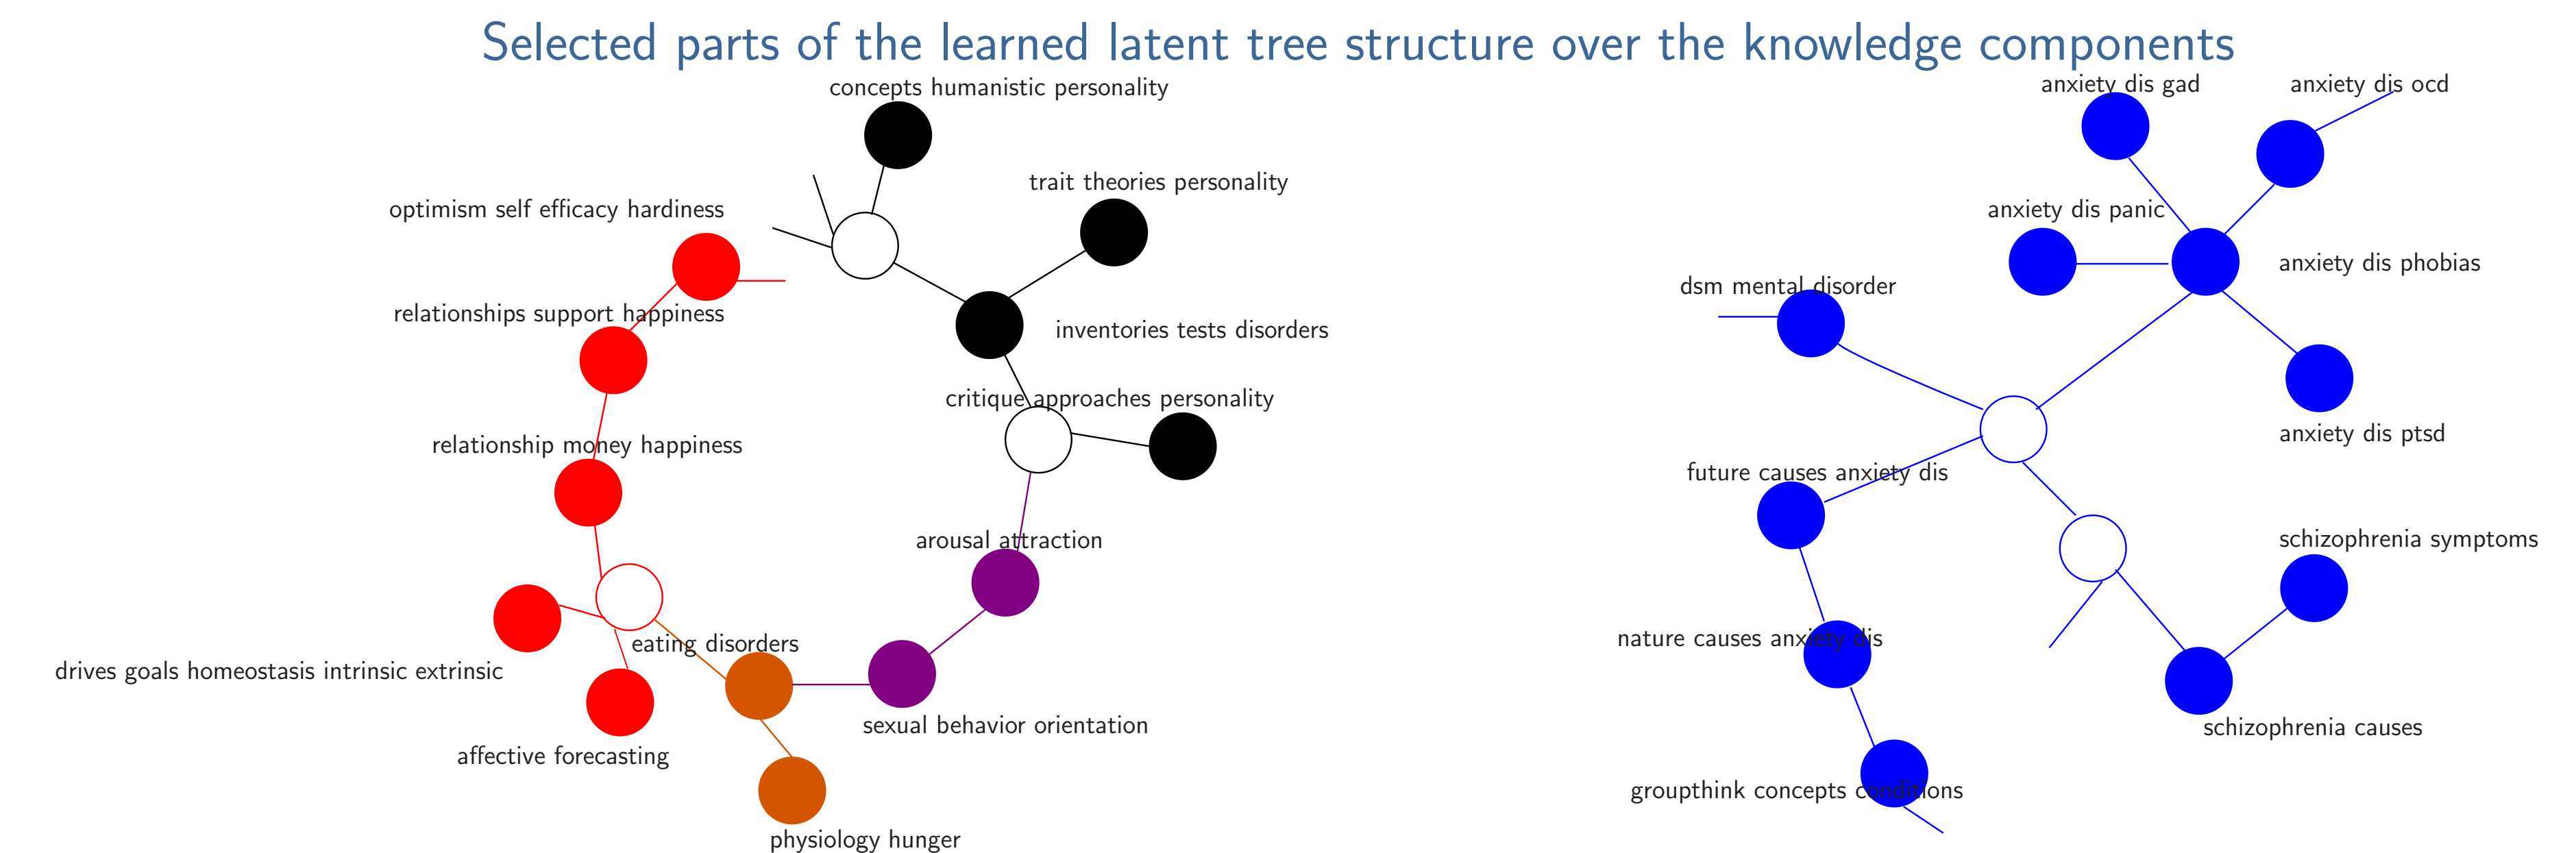 Selected parts of the learned latent tree structure over the knowledge components
concepts humanistic personality
trait theories personality
optimism self efficacy hardiness
relationships support happiness
inventories tests disorders
critique approaches personality
relationship money happiness
arousal attraction
eating disorders
drives goals homeostasis intrinsic extrinsic
sexual behavior orientation
affective forecasting
physiology hunger
anxiety dis gad
anxiety dis ocd
anxiety dis panic
anxiety dis phobias
dsm mental disorder
anxiety dis ptsd
future causes anxiety dis
schizophrenia symptoms
nature causes anxiety dis
schizophrenia causes
groupthink concepts conditions